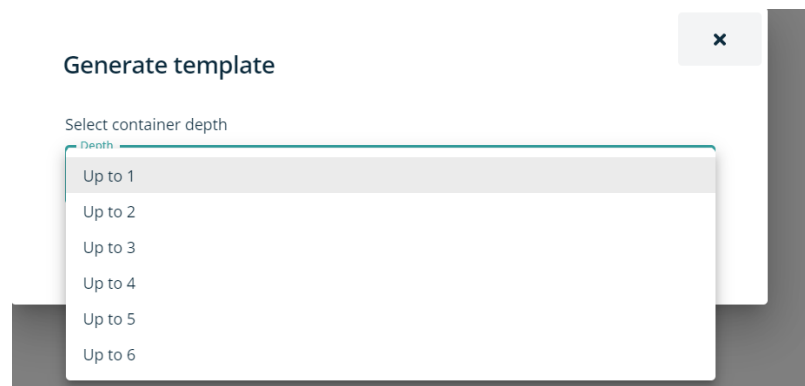 Generate template
Select container depth
Depth
Up to 1
Up to 2
Up to 3
Up to 4
Up to 5
Up to 6